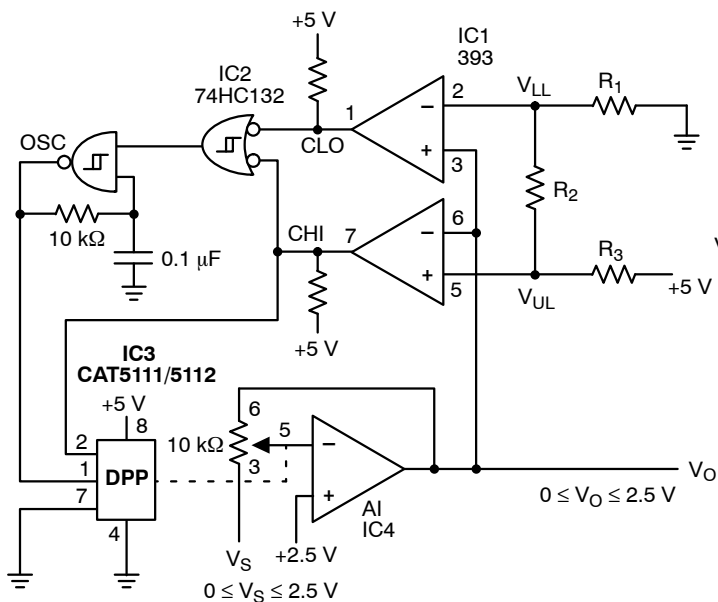 +5 V
IC1
393
IC2
74HC132
OSC
1
CLO
2
3
V_LL
R_1
R_2
10 kΩ
0.1 μF
CHI
7
6
5
V_UL
R_3
+5 V
V
+5 V
IC3
CAT5111/5112
+5 V
8
2
1
7
4
DPP
6
10 kΩ
5
3
V_S
0 ≤ V_S ≤ 2.5 V
+2.5 V
AI
IC4
V_O
0 ≤ V_O ≤ 2.5 V
−
+
−
+
−
+